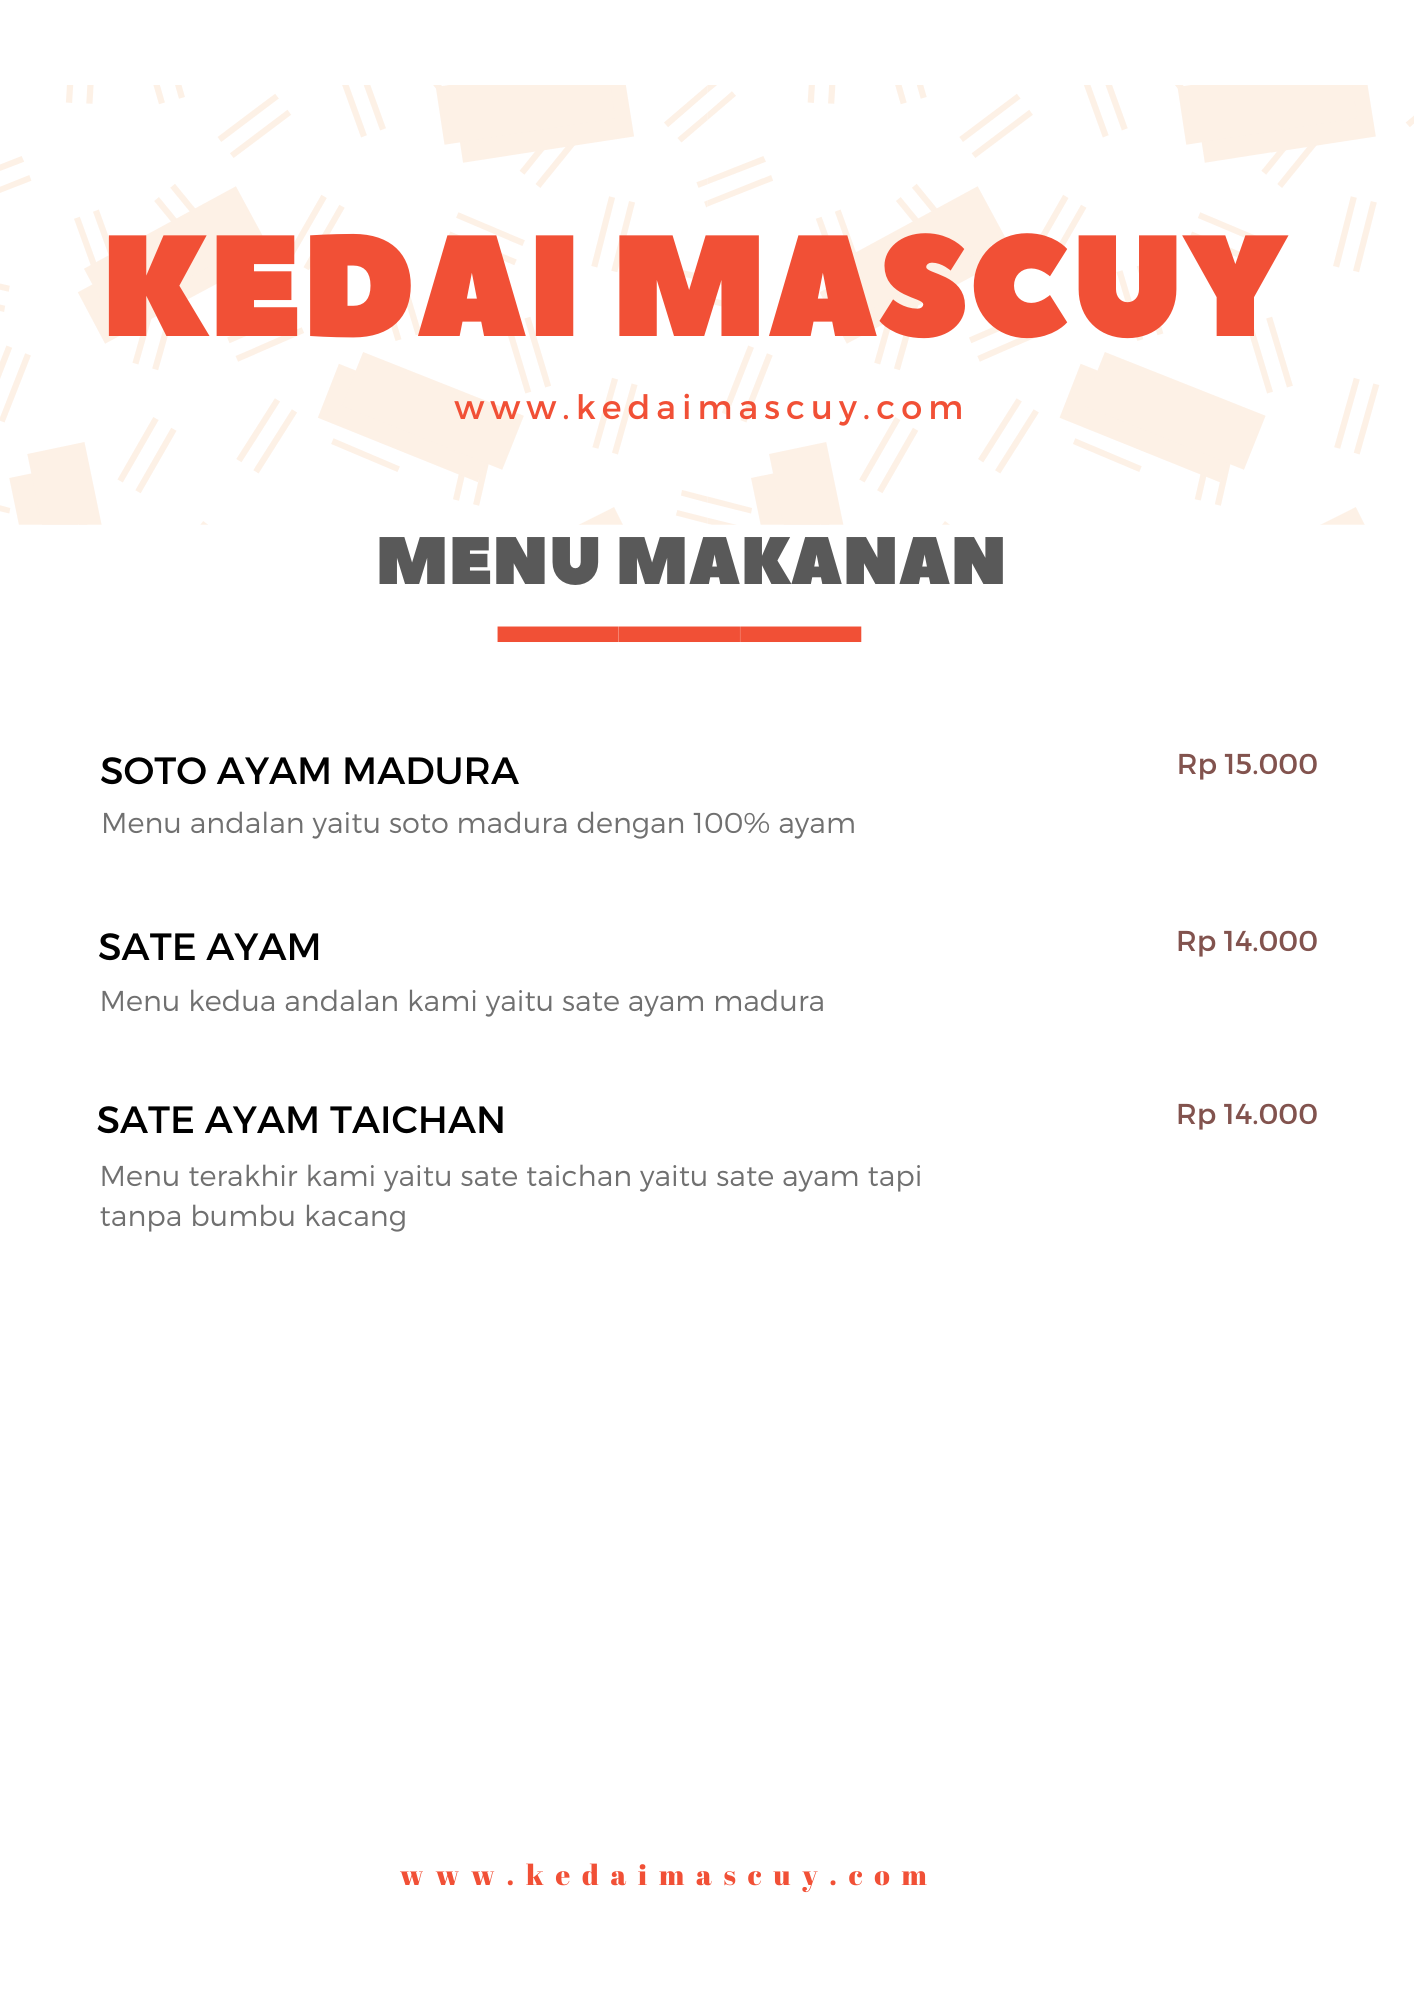 KEDAI MASCUY
www.kedaimascuy.com
MENU MAKANAN
SOTO AYAM MADURA
Rp 15.000
Menu andalan yaitu soto madura dengan 100% ayam
SATE AYAM
Rp 14.000
Menu kedua andalan kami yaitu sate ayam madura
SATE AYAM TAICHAN
Rp 14.000
Menu terakhir kami yaitu sate taichan yaitu sate ayam tapi
tanpa bumbu kacang
www.kedaimascuy.com